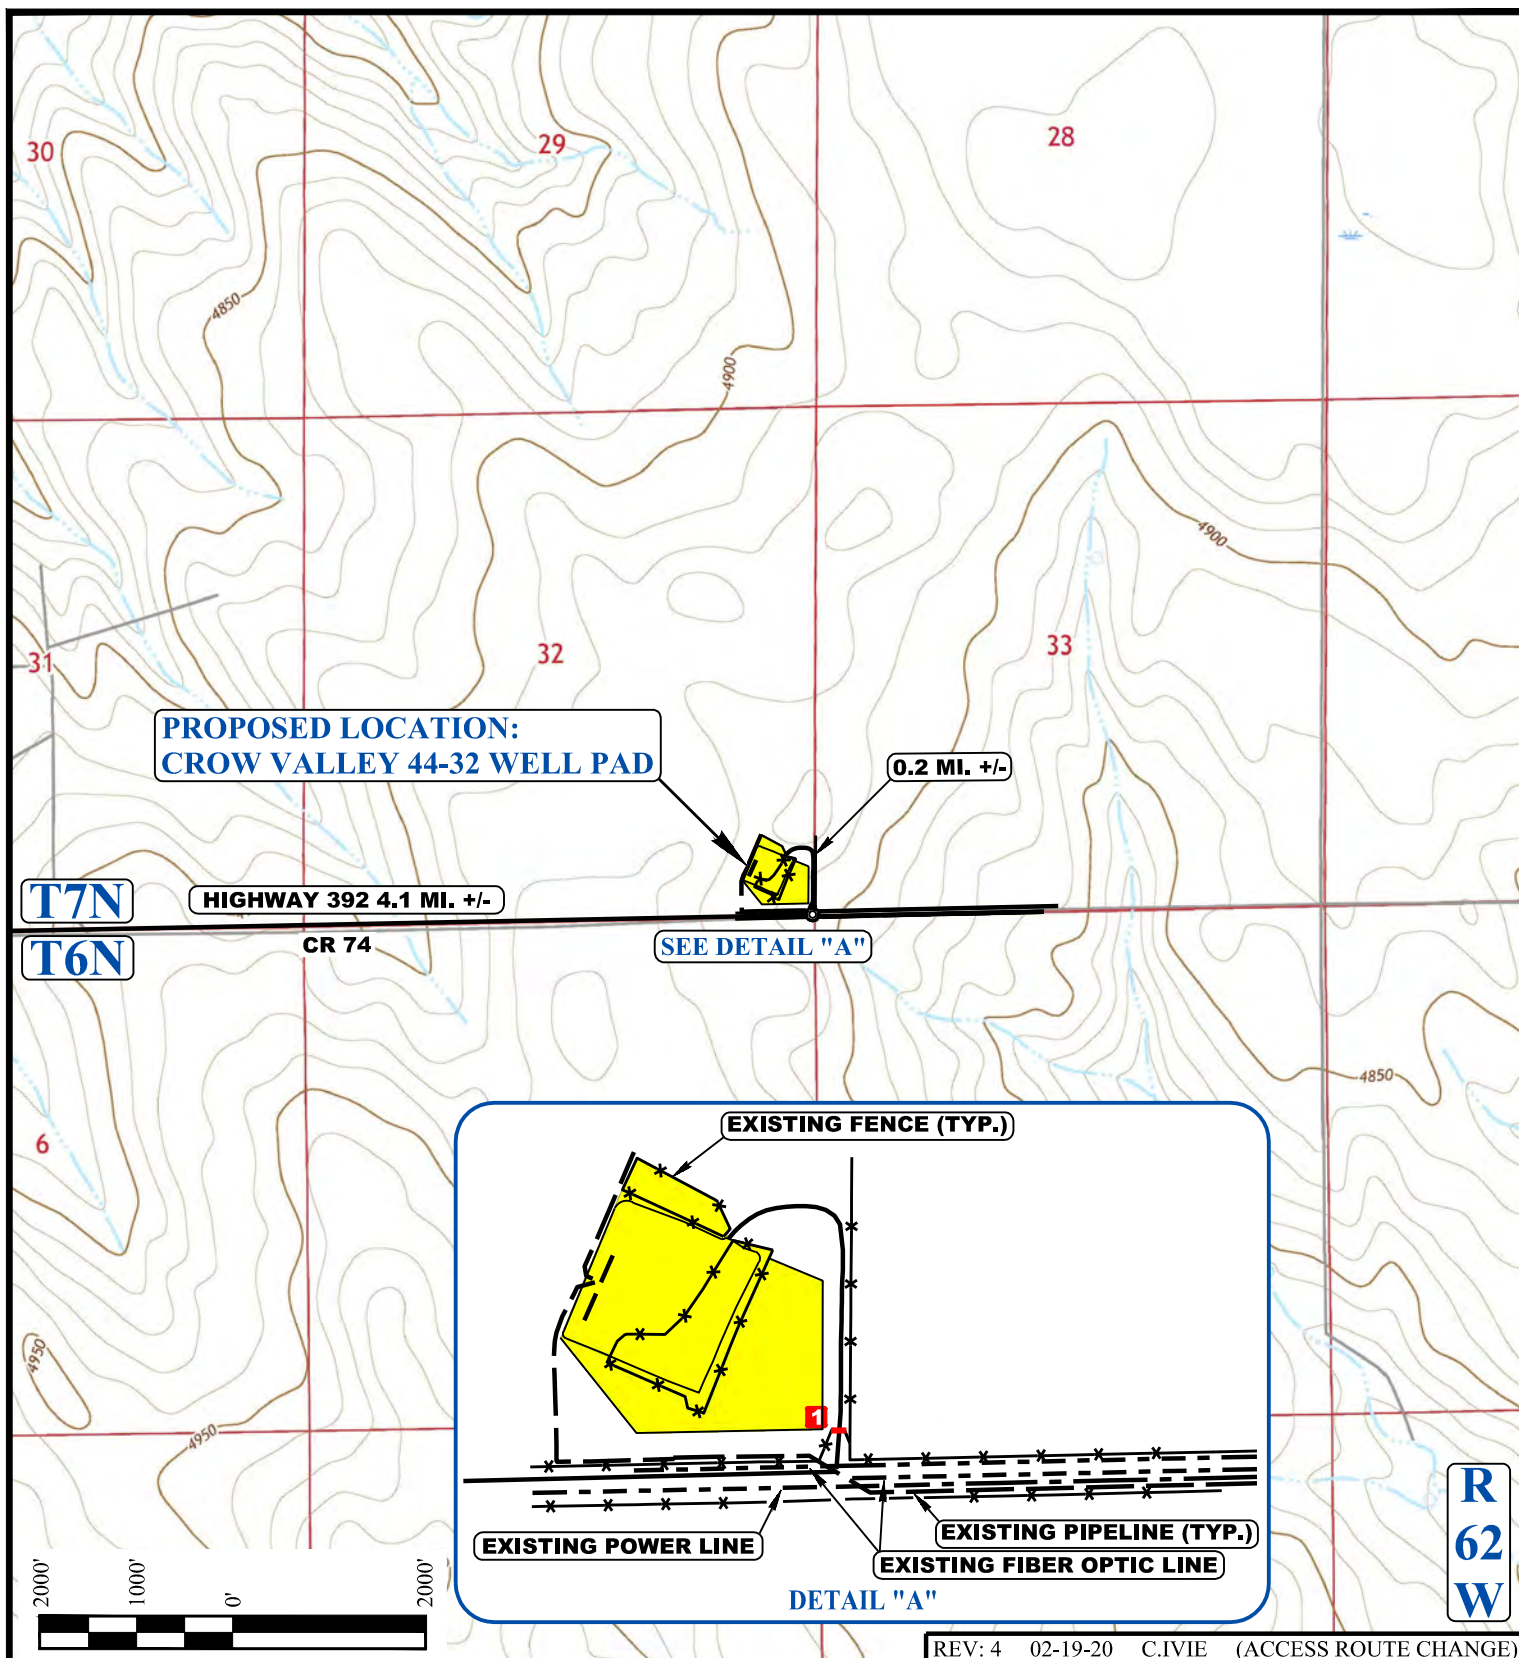 30
29
28
4850
4900
4900
31
32
33
PROPOSED LOCATION:
CROW VALLEY 44-32 WELL PAD
0.2 MI. +/-
T7N
HIGHWAY 392 4.1 MI. +/-
T6N
CR 74
SEE DETAIL "A"
4850
6
4950
4950
EXISTING FENCE (TYP.)
1
EXISTING POWER LINE
EXISTING PIPELINE (TYP.)
EXISTING FIBER OPTIC LINE
DETAIL "A"
R
62
W
2000'
1000'
0'
2000'
REV: 4 02-19-20 C.IVIE (ACCESS ROUTE CHANGE)